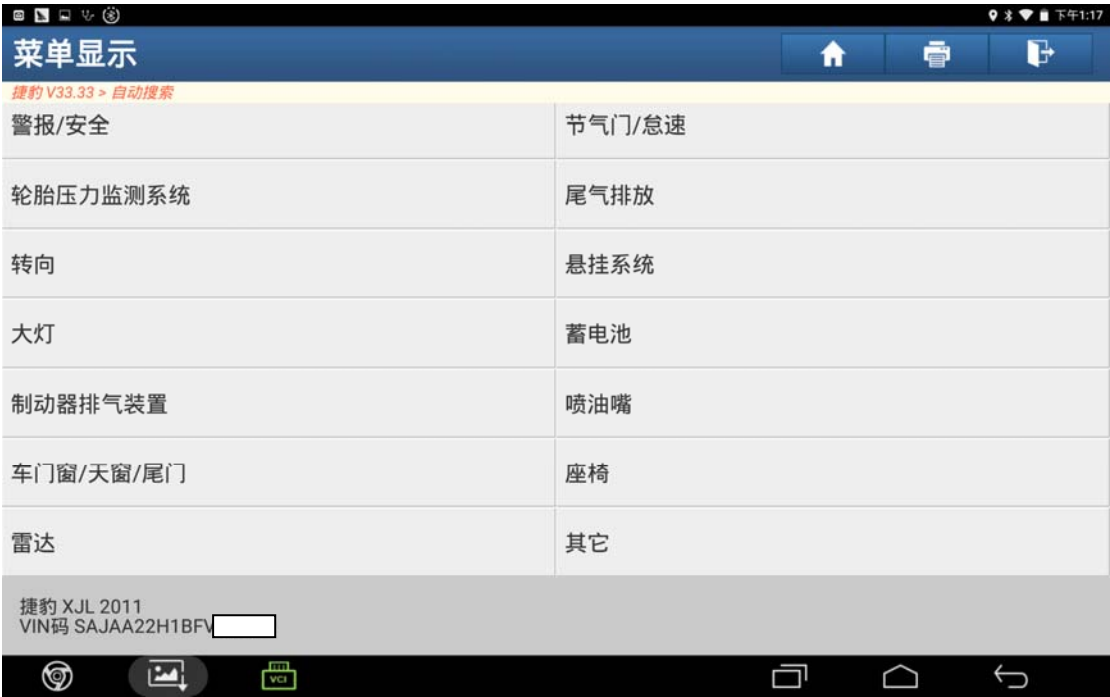 下午1:17
菜单显示
捷豹 V33.33 > 自动搜索
警报/安全
节气门/怠速
轮胎压力监测系统
尾气排放
转向
悬挂系统
大灯
蓄电池
制动器排气装置
喷油嘴
车门窗/天窗/尾门
座椅
雷达
其它
捷豹 XJL 2011
VIN码 SAJAA22H1BFV
VCI